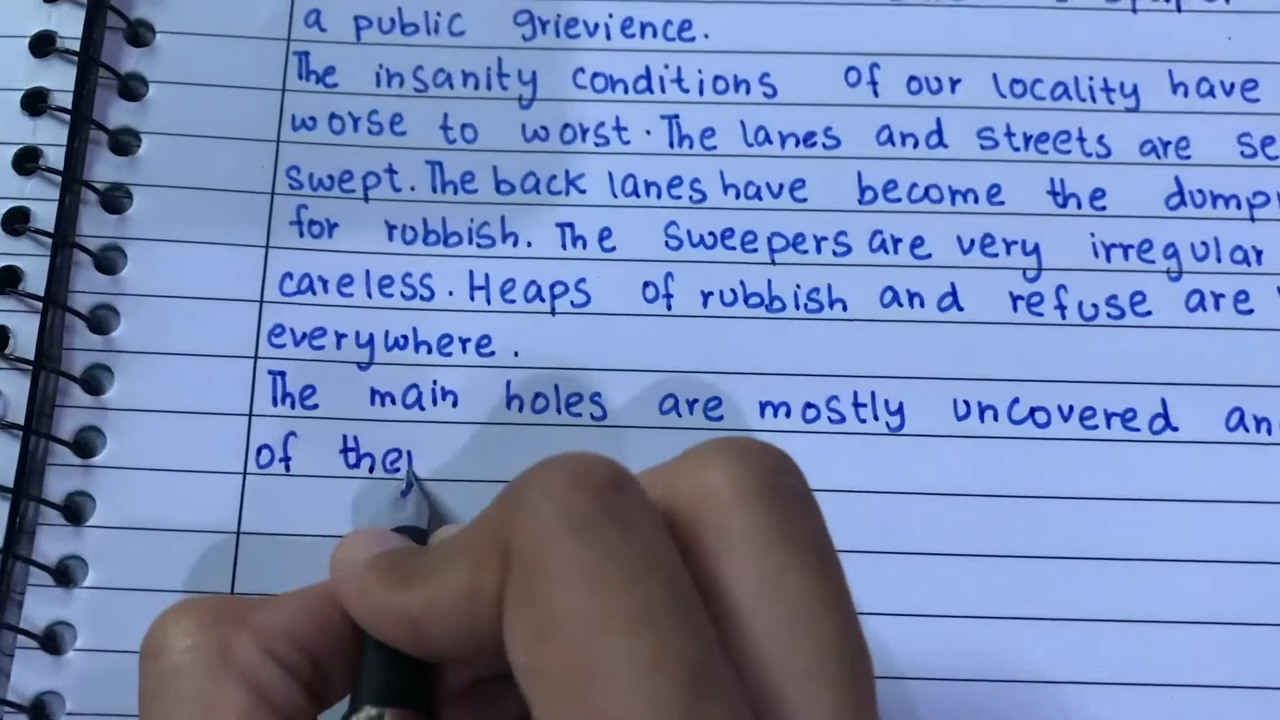 a public grievience.
The insanity conditions of our locality have
worse to worst. The lanes and streets are
swept. The back lanes have become the
for robbish. The sweepers are very irregular
careless. Heaps of rubbish and refuse are
everywhere.
The main holes are mostly uncovered
of the